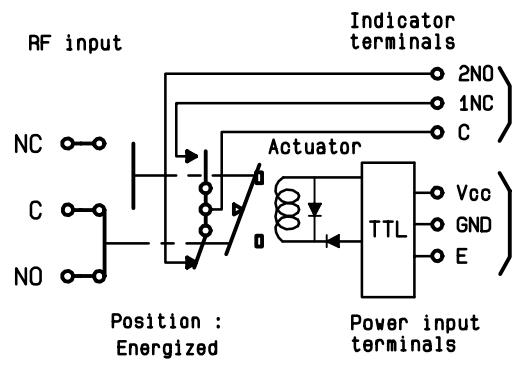 Indicator
terminals
RF input
2NO
1NC
C
Actuator
NC
C
NO
Vcc
GND
E
TTL
Position :
Energized
Power input
terminals